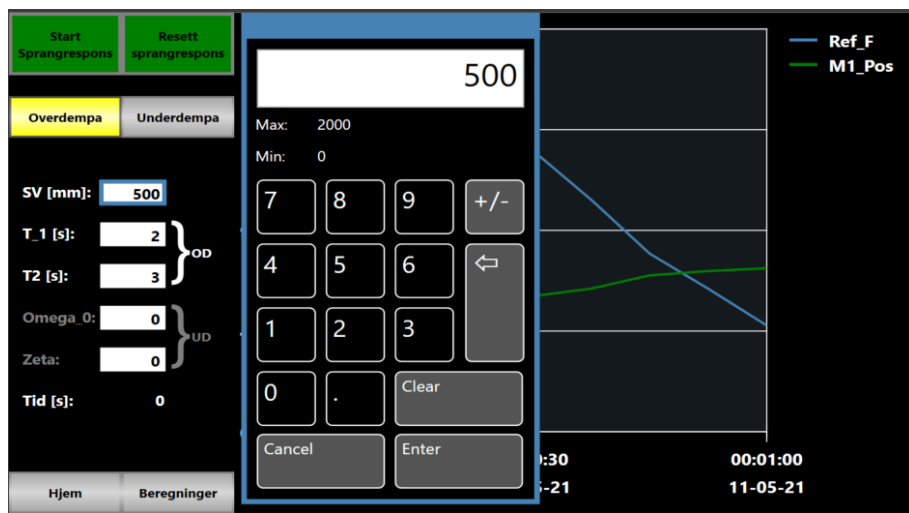 Start
Sprangrespons
Resett
sprangrespons
Overdempa
Underdempa
SV [mm]: 500
T_1 [s]: 2
OD
T2 [s]: 3
Omega_0: 0
UD
Zeta: 0
Tid [s]: 0
Hjem
Beregninger
500
Max: 2000
Min: 0
7 8 9 +/-
4 5 6
1 2 3
0 . Clear
Cancel Enter
Ref_F
M1_Pos
:30
-21
00:01:00
11-05-21